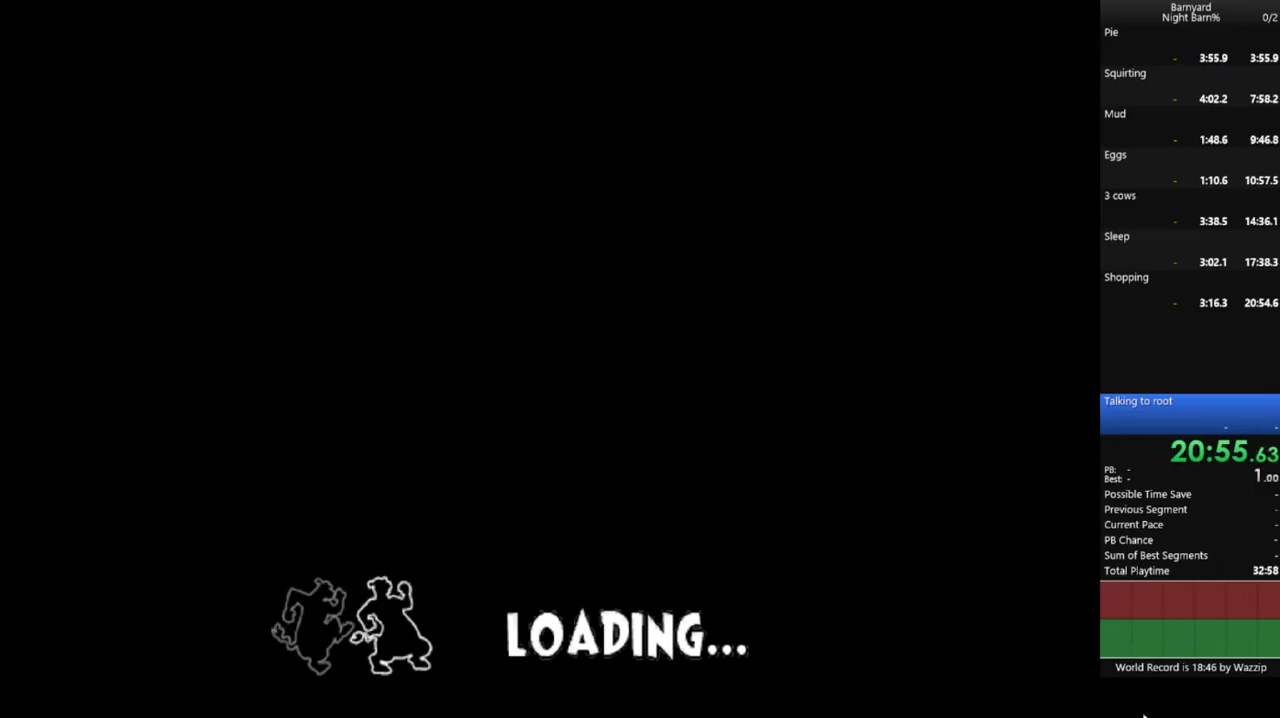 Barnyard
Night Barn% 0/2
Pie
- 3:55.9 3:55.9
Squirting
- 4:02.2 7:58.2
Mud
- 1:48.6 9:46.8
Eggs
- 1:10.6 10:57.5
3 cows
- 3:38.5 14:36.1
Sleep
- 3:02.1 17:38.3
Shopping
- 3:16.3 20:54.6
Talking to root
- -
20:55.63
PB: - 1.00
Best: -
Possible Time Save -
Previous Segment -
Current Pace -
PB Chance -
Sum of Best Segments -
Total Playtime 32:58
World Record is 18:46 by Wazzip
LOADING...